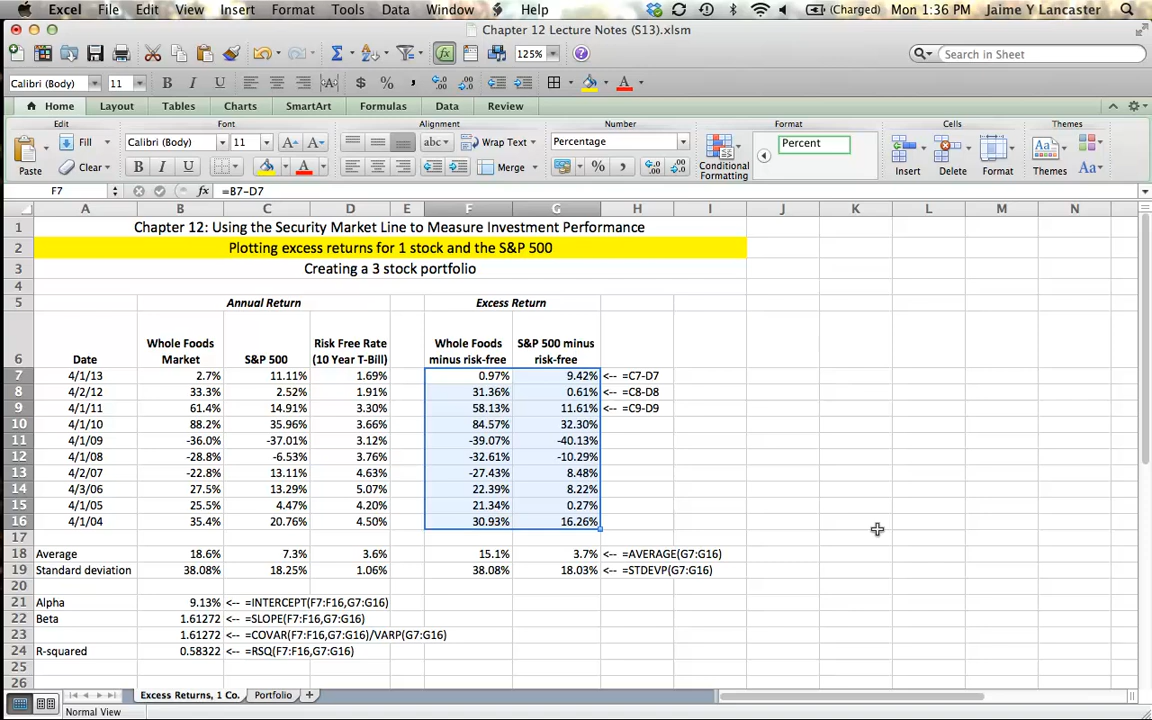 Excel File Edit View Insert Format Tools Data Window Help (Charged) Mon 1:36 PM Jaime Y Lancaster
Chapter 12 Lecture Notes (S13).xlsm
125% Search in Sheet
Calibri (Body) 11 B I U ABC $ % ,
Home Layout Tables Charts SmartArt Formulas Data Review
Edit Font Alignment Number Format Cells Themes
Paste Fill Calibri (Body) 11 A A abc Wrap Text Percentage Percent
Clear B I U A Merge % , Conditional Formatting Insert Delete Format Themes Aa
F7 fx =B7-D7
A B C D E F G H I J K L M N
1 Chapter 12: Using the Security Market Line to Measure Investment Performance
2 Plotting excess returns for 1 stock and the S&P 500
3 Creating a 3 stock portfolio
4
5 Annual Return Excess Return
Whole Foods Risk Free Rate Whole Foods S&P 500 minus
6 Date Market S&P 500 (10 Year T-Bill) minus risk-free risk-free
7 4/1/13 2.7% 11.11% 1.69% 0.97% 9.42% <-- =C7-D7
8 4/2/12 33.3% 2.52% 1.91% 31.36% 0.61% <-- =C8-D8
9 4/1/11 61.4% 14.91% 3.30% 58.13% 11.61% <-- =C9-D9
10 4/1/10 88.2% 35.96% 3.66% 84.57% 32.30%
11 4/1/09 -36.0% -37.01% 3.12% -39.07% -40.13%
12 4/1/08 -28.8% -6.53% 3.76% -32.61% -10.29%
13 4/2/07 -22.8% 13.11% 4.63% -27.43% 8.48%
14 4/3/06 27.5% 13.29% 5.07% 22.39% 8.22%
15 4/1/05 25.5% 4.47% 4.20% 21.34% 0.27%
16 4/1/04 35.4% 20.76% 4.50% 30.93% 16.26%
17
18 Average 18.6% 7.3% 3.6% 15.1% 3.7% <-- =AVERAGE(G7:G16)
19 Standard deviation 38.08% 18.25% 1.06% 38.08% 18.03% <-- =STDEVP(G7:G16)
20
21 Alpha 9.13% <-- =INTERCEPT(F7:F16,G7:G16)
22 Beta 1.61272 <-- =SLOPE(F7:F16,G7:G16)
23 1.61272 <-- =COVAR(F7:F16,G7:G16)/VARP(G7:G16)
24 R-squared 0.58322 <-- =RSQ(F7:F16,G7:G16)
25
26
Excess Returns, 1 Co. Portfolio +
Normal View